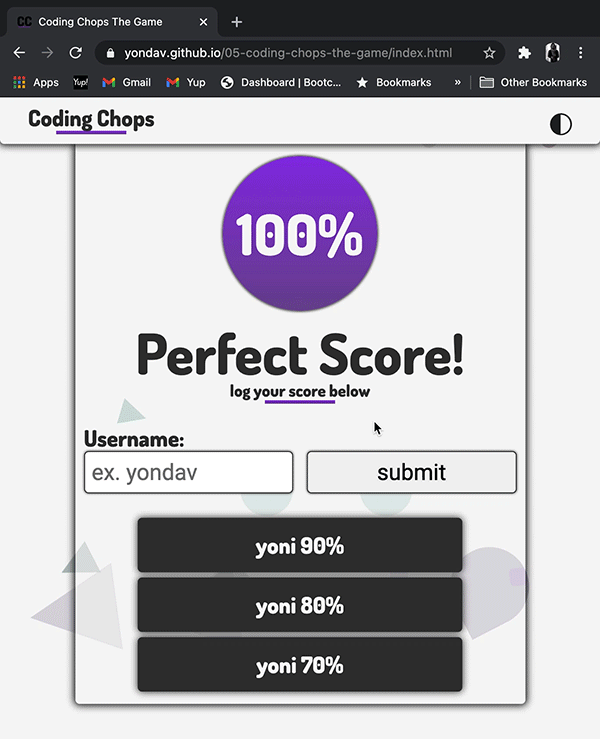 CC Coding Chops The Game
yondav.github.io/05-coding-chops-the-game/index.html
Apps Yup! Gmail Yup Dashboard | Bootc... Bookmarks » Other Bookmarks
Coding Chops
100%
Perfect Score!
log your score below
Username:
ex. yondav submit
yoni 90%
yoni 80%
yoni 70%